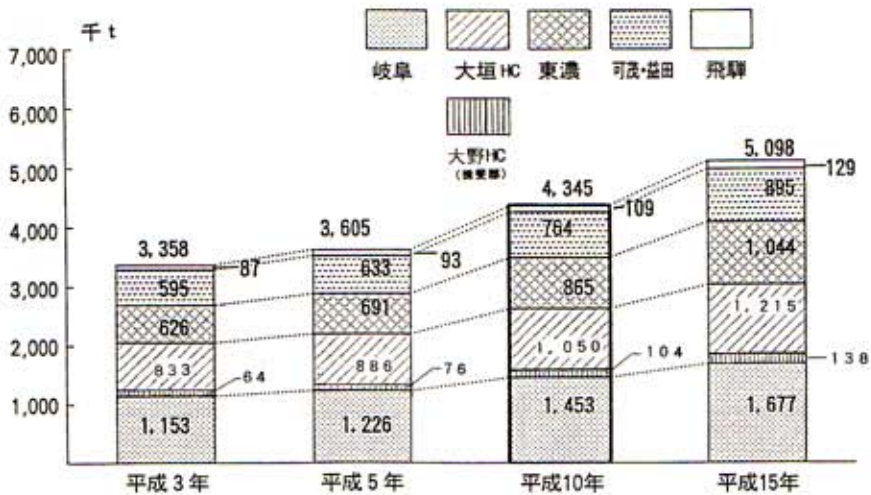 千t
7,000
6,000
5,000
4,000
3,000
2,000
1,000
岐阜
大垣HC
東濃
可茂・益田
飛騨
大野HC
(揖斐郡)
3,358
87
595
626
833
64
1,153
3,605
93
633
691
886
76
1,226
4,345
109
764
865
1,050
104
1,453
5,098
129
895
1,044
1,215
138
1,677
平成3年
平成5年
平成10年
平成15年